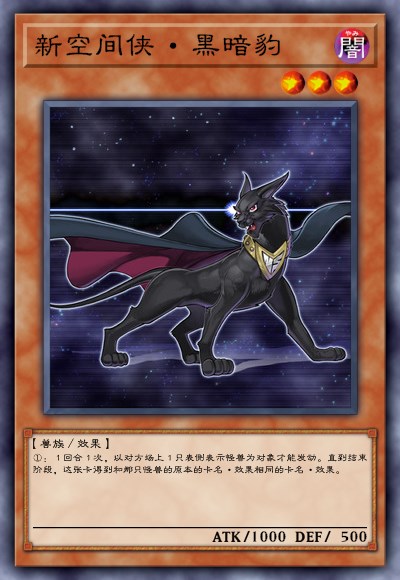 新空间侠·黑暗豹
やみ
闇
NS
【兽族／效果】
①：1回合1次，以对方场上1只表侧表示怪兽为对象才能发动。直到结束
阶段，这张卡得到和那只怪兽的原本的卡名·效果相同的卡名·效果。
ATK/1000 DEF/ 500